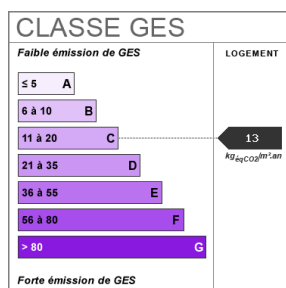 CLASSE GES
Faible émission de GES
LOGEMENT
≤ 5 A
6 à 10 B
11 à 20 C
13
kgéqCO2/m².an
21 à 35 D
36 à 55 E
56 à 80 F
> 80 G
Forte émission de GES